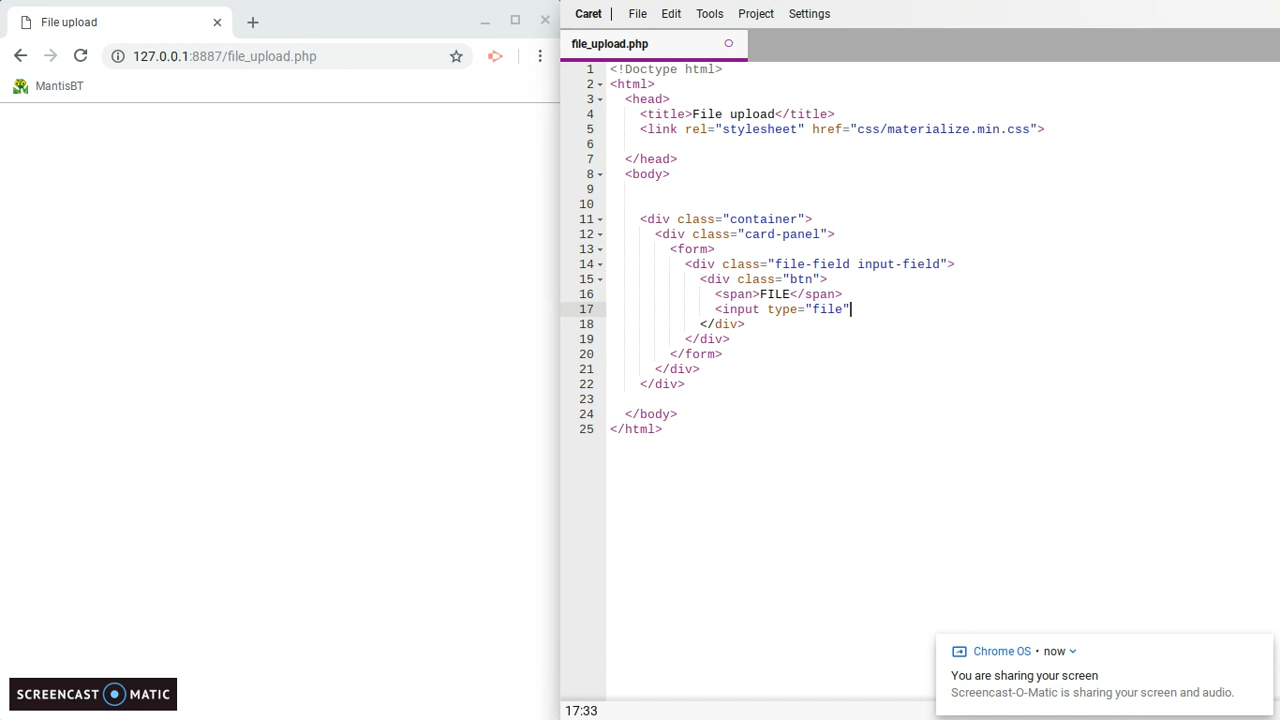 File upload
127.0.0.1:8887/file_upload.php
MantisBT
Caret | File Edit Tools Project Settings
file_upload.php
1 <!Doctype html>
2 <html>
3 <head>
4 <title>File upload</title>
5 <link rel="stylesheet" href="css/materialize.min.css">
6
7 </head>
8 <body>
9
10
11 <div class="container">
12 <div class="card-panel">
13 <form>
14 <div class="file-field input-field">
15 <div class="btn">
16 <span>FILE</span>
17 <input type="file"
18 </div>
19 </div>
20 </form>
21 </div>
22 </div>
23
24 </body>
25 </html>
Chrome OS • now
You are sharing your screen
Screencast-O-Matic is sharing your screen and audio.
SCREENCAST MATIC
17:33